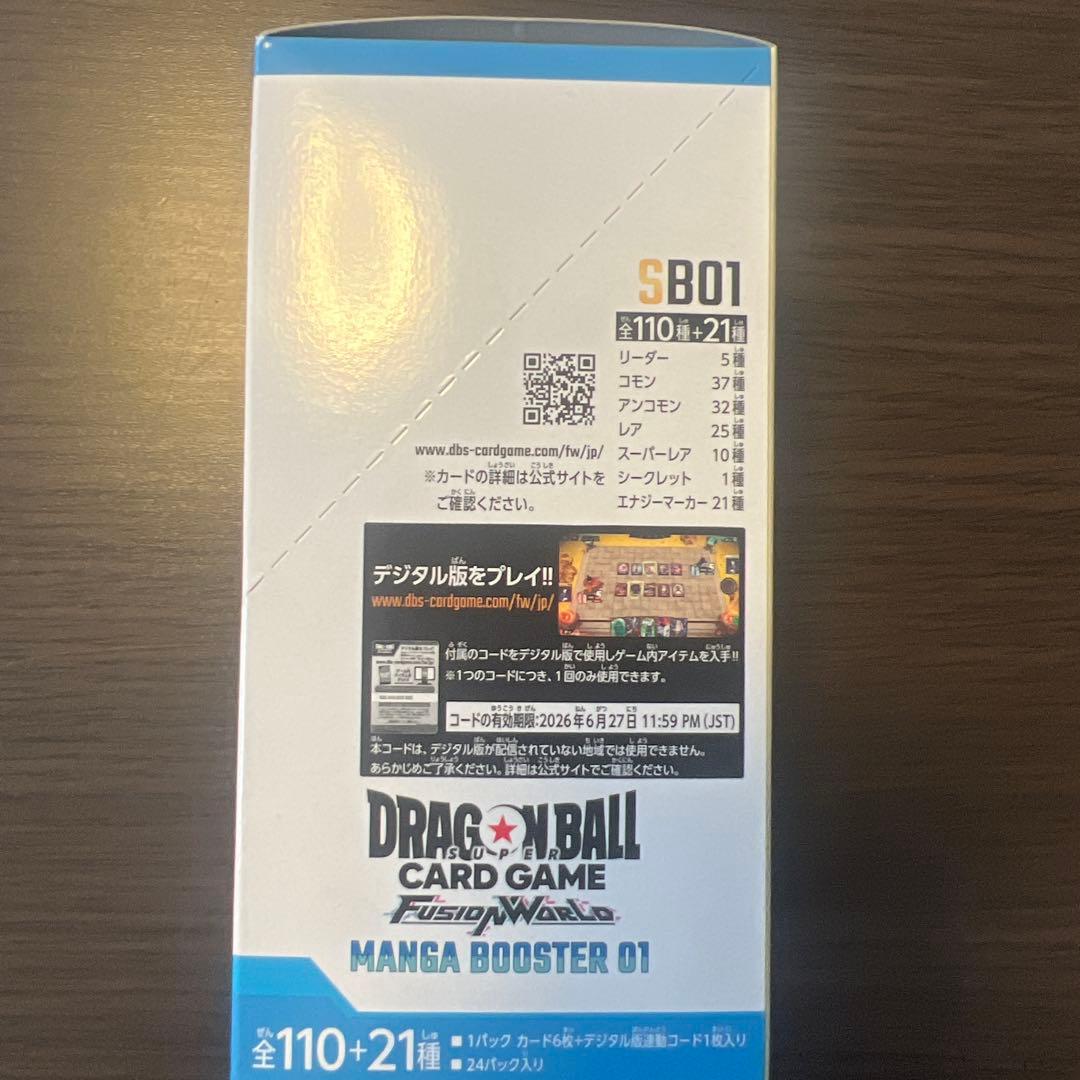 SB01
全110種+21種
リーダー 5種
コモン 37種
アンコモン 32種
レア 25種
スーパーレア 10種
シークレット 1種
エナジーマーカー 21種
www.dbs-cardgame.com/fw/jp/
※カードの詳細は公式サイトを
ご確認ください。
デジタル版をプレイ!!
www.dbs-cardgame.com/fw/jp/
付属のコードをデジタル版で使用しゲーム内アイテムを入手!!
※1つのコードにつき、1回のみ使用できます。
コードの有効期限:2026年6月27日 11:59 PM(JST)
本コードは、デジタル版が配信されていない地域では使用できません。
あらかじめご了承ください。詳細は公式サイトでご確認ください。
DRAGON BALL
SUPER
CARD GAME
FUSION WORLD
MANGA BOOSTER 01
全110+21種
■ 1パック カード6枚+デジタル版連動コード1枚入り
■ 24パック入り